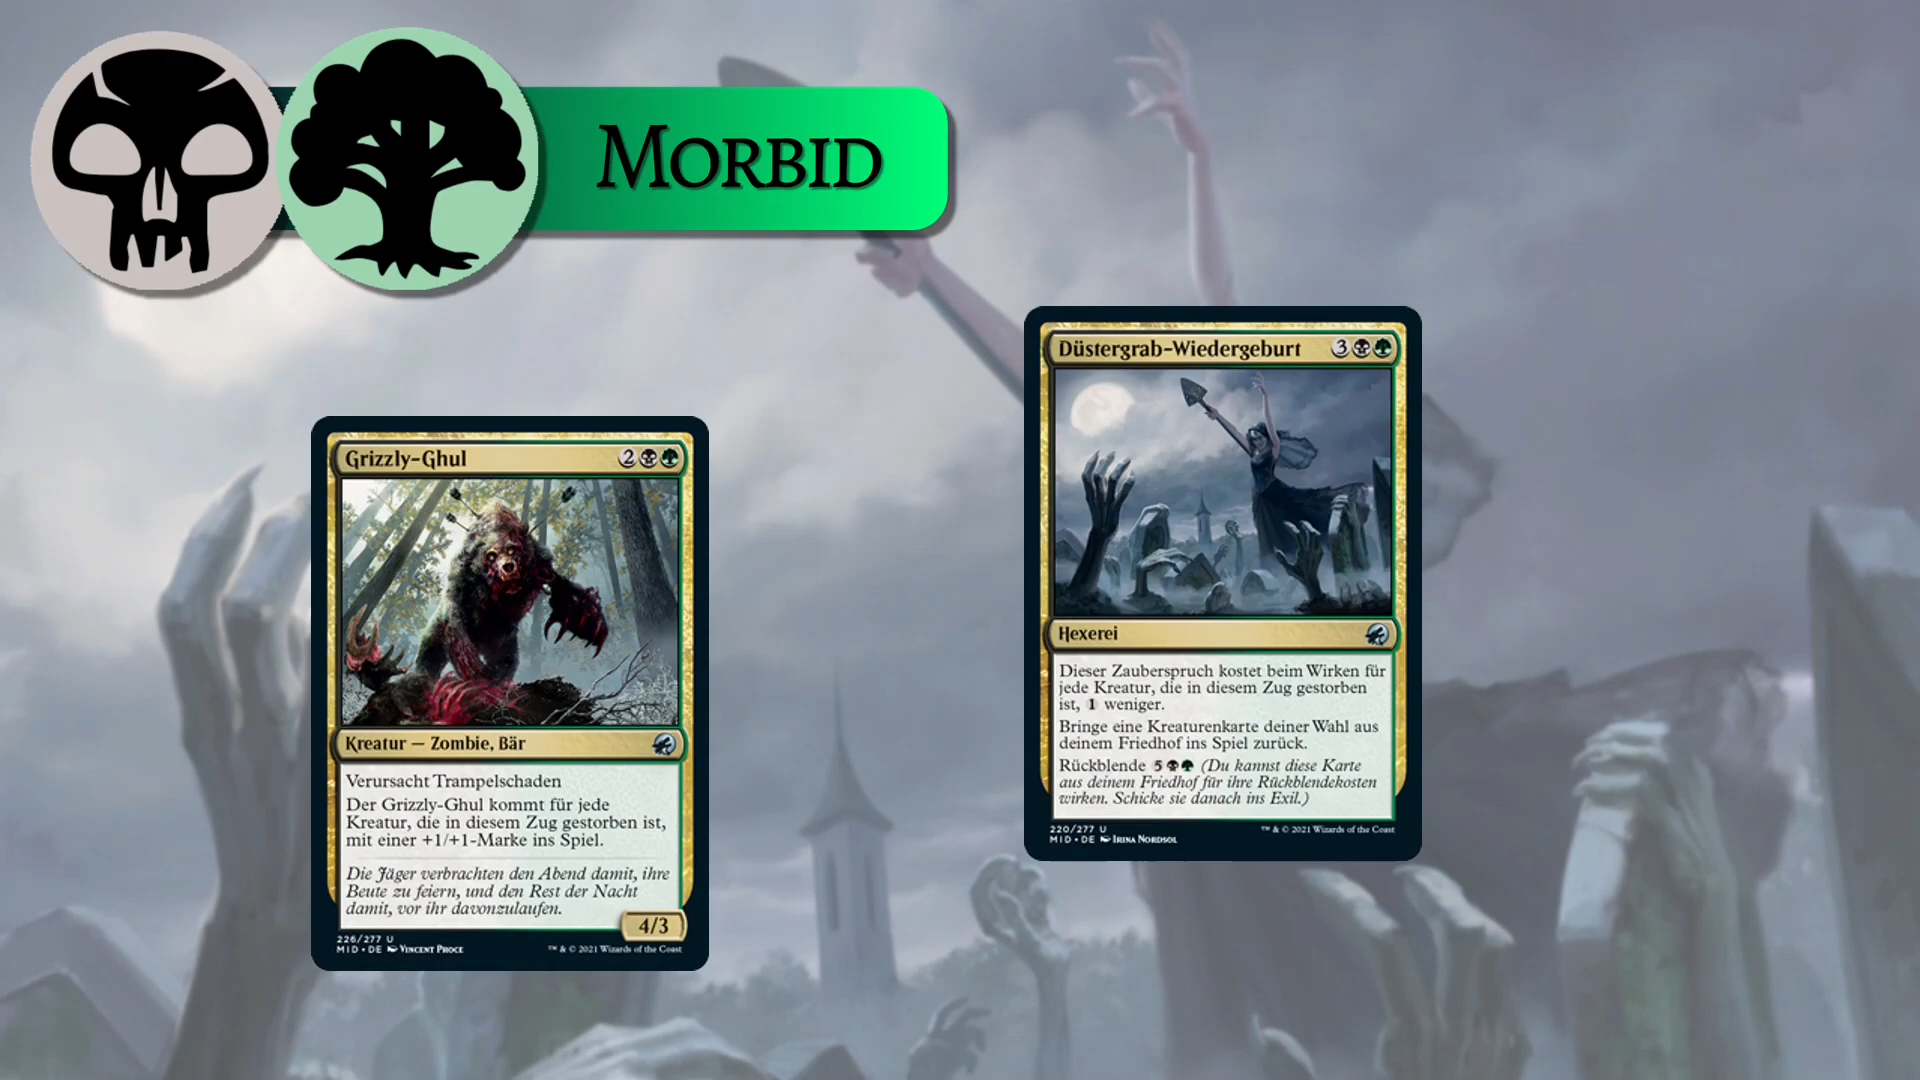 Morbid
Grizzly-Ghul 2
Kreatur — Zombie, Bär
Verursacht Trampelschaden
Der Grizzly-Ghul kommt für jede
Kreatur, die in diesem Zug gestorben ist,
mit einer +1/+1-Marke ins Spiel.
Die Jäger verbrachten den Abend damit, ihre
Beute zu feiern, und den Rest der Nacht
damit, vor ihr davonzulaufen.
4/3
226/277 U
MID • DE Vincent Proce
™ & © 2021 Wizards of the Coast
Düstergrab-Wiedergeburt 3
Hexerei
Dieser Zauberspruch kostet beim Wirken für
jede Kreatur, die in diesem Zug gestorben
ist, 1 weniger.
Bringe eine Kreaturenkarte deiner Wahl aus
deinem Friedhof ins Spiel zurück.
Rückblende 5 (Du kannst diese Karte
aus deinem Friedhof für ihre Rückblendekosten
wirken. Schicke sie danach ins Exil.)
220/277 U
MID • DE Irina Nordsol
™ & © 2021 Wizards of the Coast